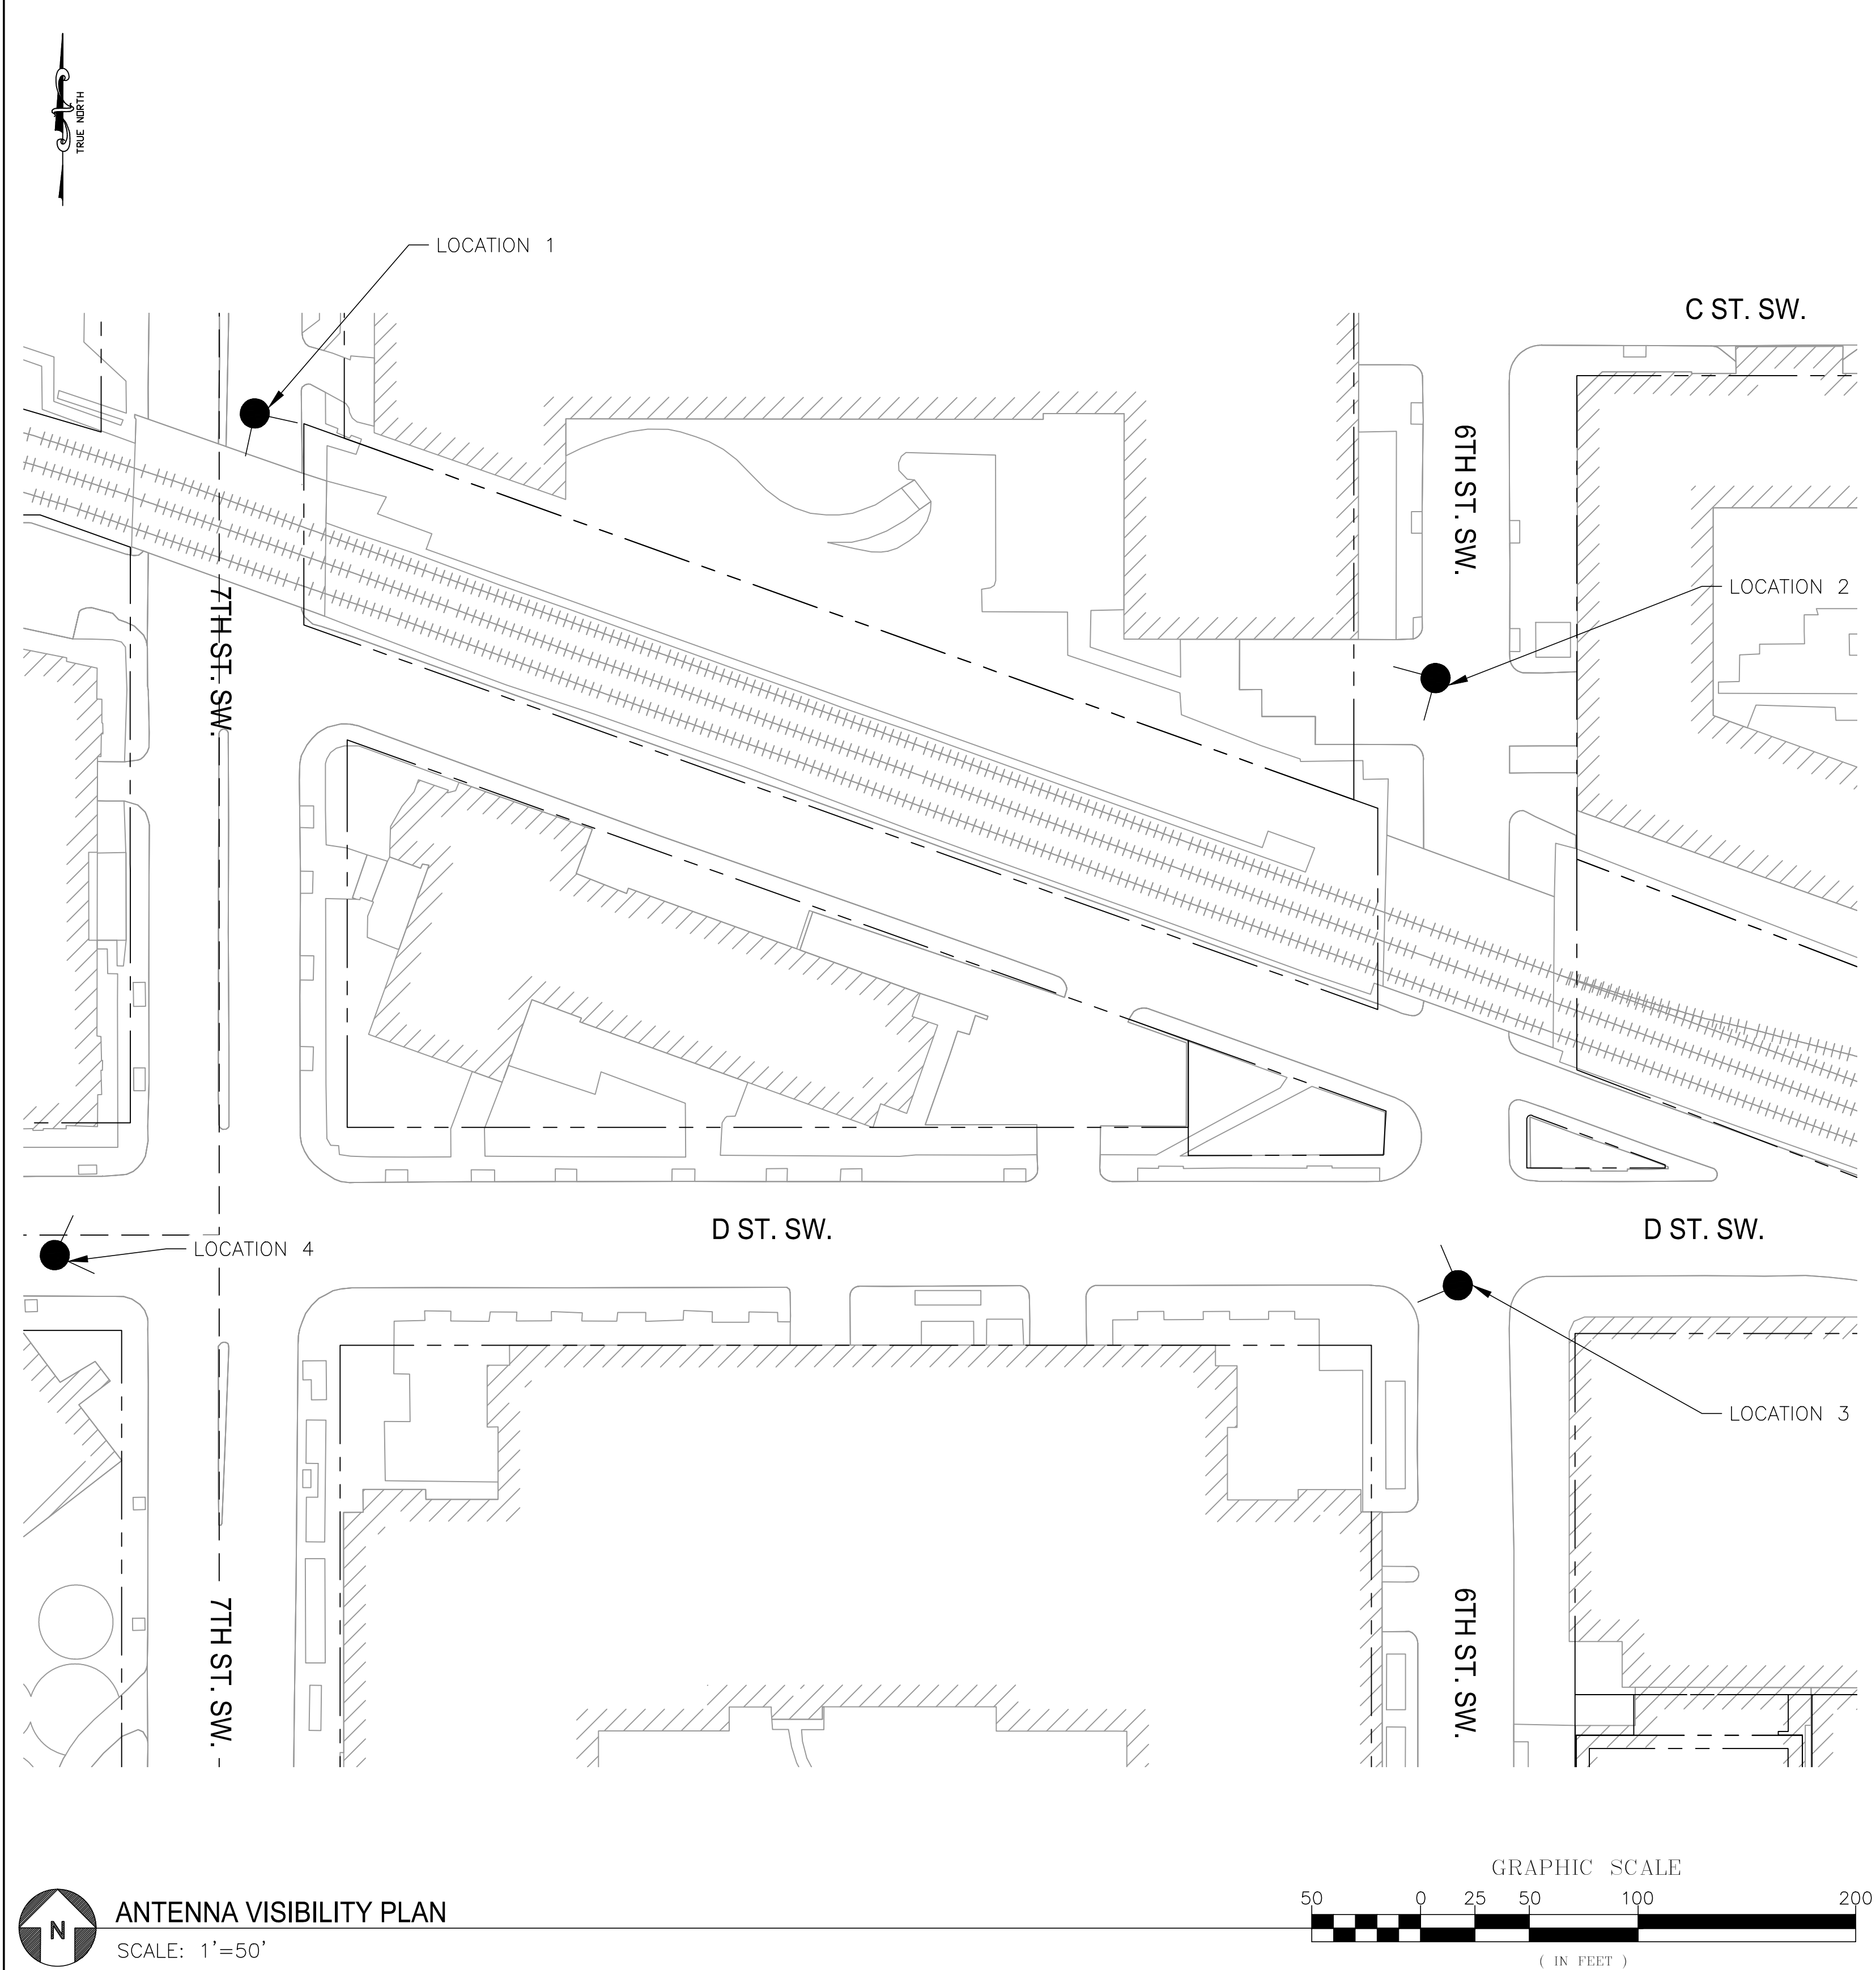 TRUE NORTH
LOCATION 1
C ST. SW.
6TH ST. SW.
LOCATION 2
7TH ST. SW.
D ST. SW.
D ST. SW.
LOCATION 4
LOCATION 3
7TH ST. SW.
6TH ST. SW.
GRAPHIC SCALE
50 0 25 50 100 200
( IN FEET )
N
ANTENNA VISIBILITY PLAN
SCALE: 1'=50'